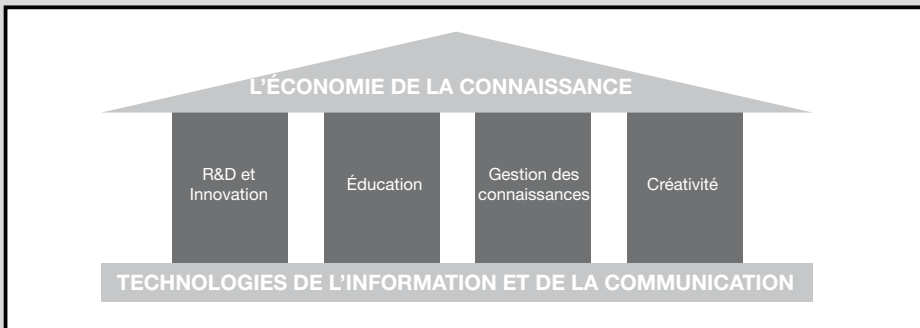 L’ÉCONOMIE DE LA CONNAISSANCE
R&D et
Innovation
Éducation
Gestion des
connaissances
Créativité
TECHNOLOGIES DE L’INFORMATION ET DE LA COMMUNICATION